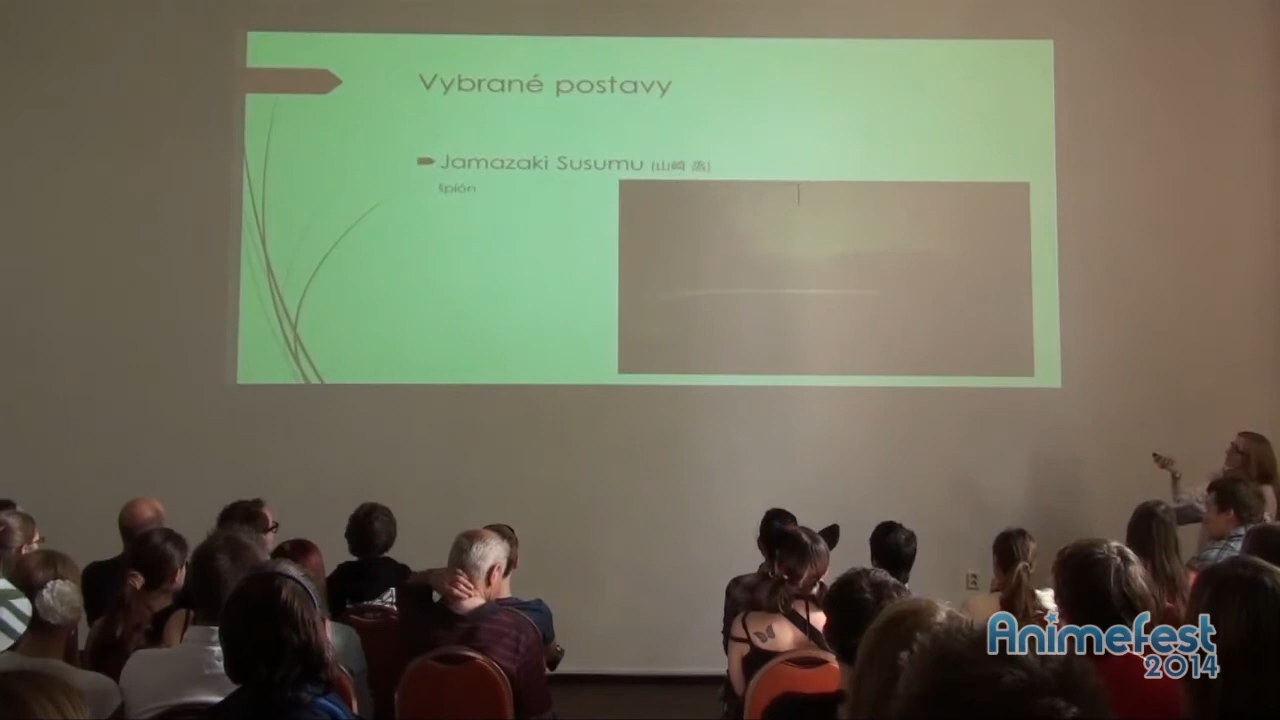 Vybrané postavy
Jamazaki Susumu (山崎 烝)
špión
Animefest
2014